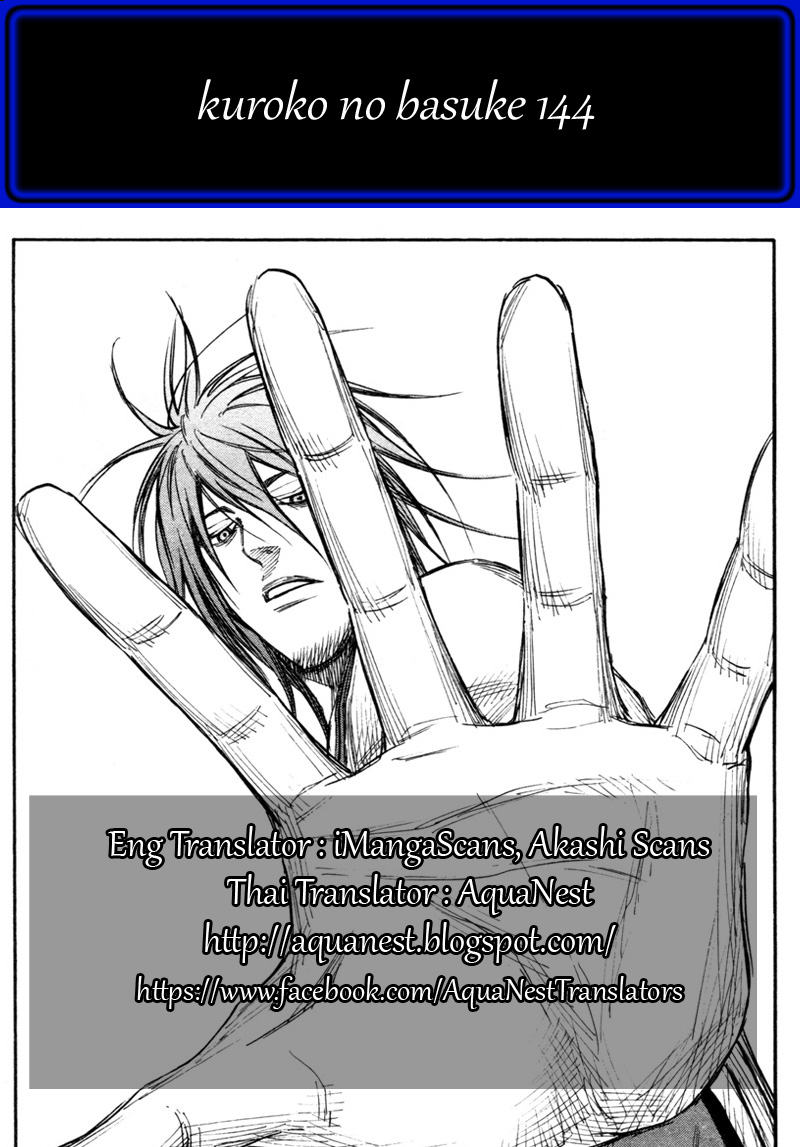 kuroko no basuke 144
Eng Translator : iMangaScans, Akashi Scans
Thai Translator : AquaNest
http://aquanest.blogspot.com/
https://www.facebook.com/AquaNestTranslators